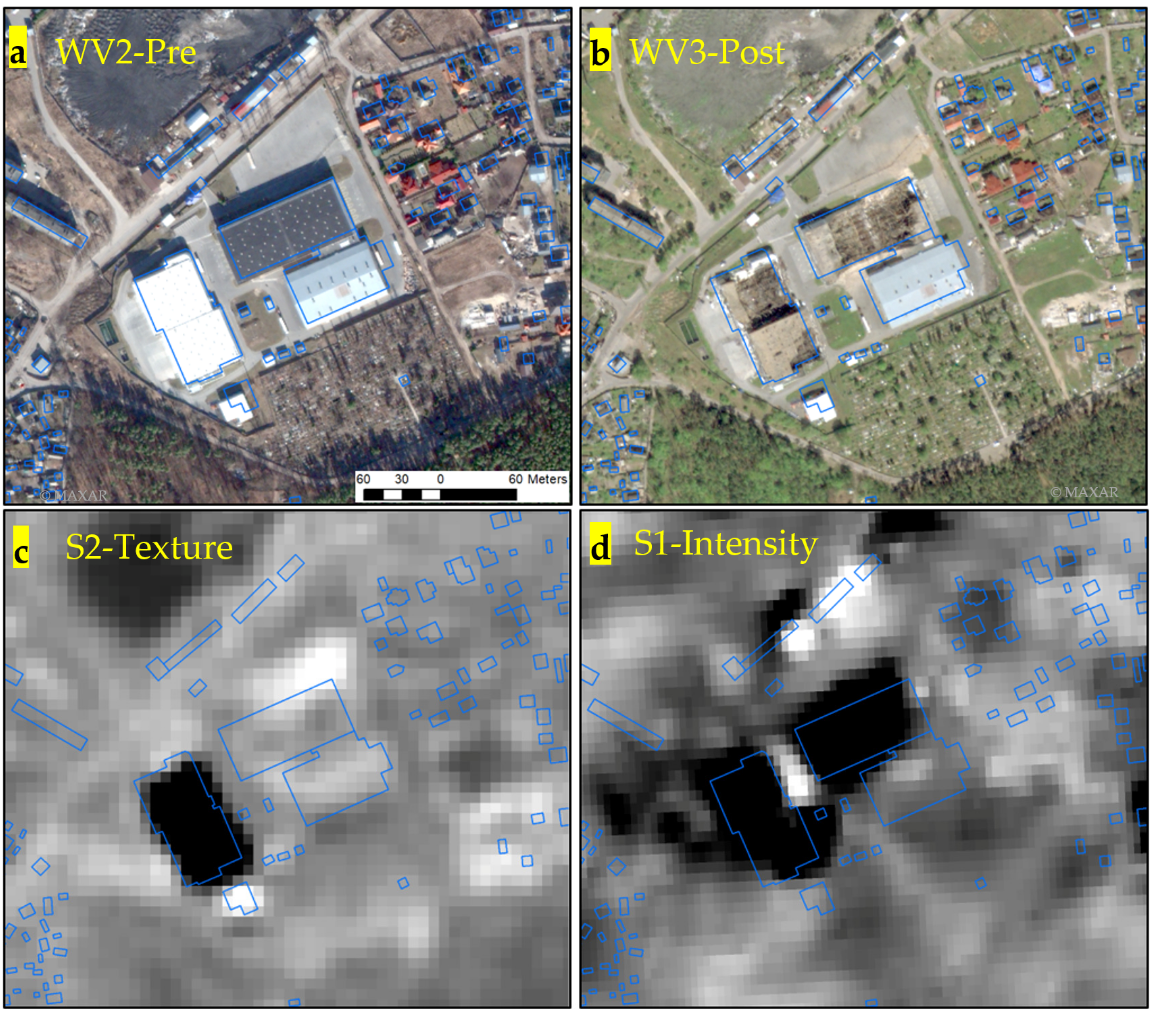 a WV2-Pre
b WV3-Post
60 30 0 60 Meters
© MAXAR
© MAXAR
c S2-Texture
d S1-Intensity